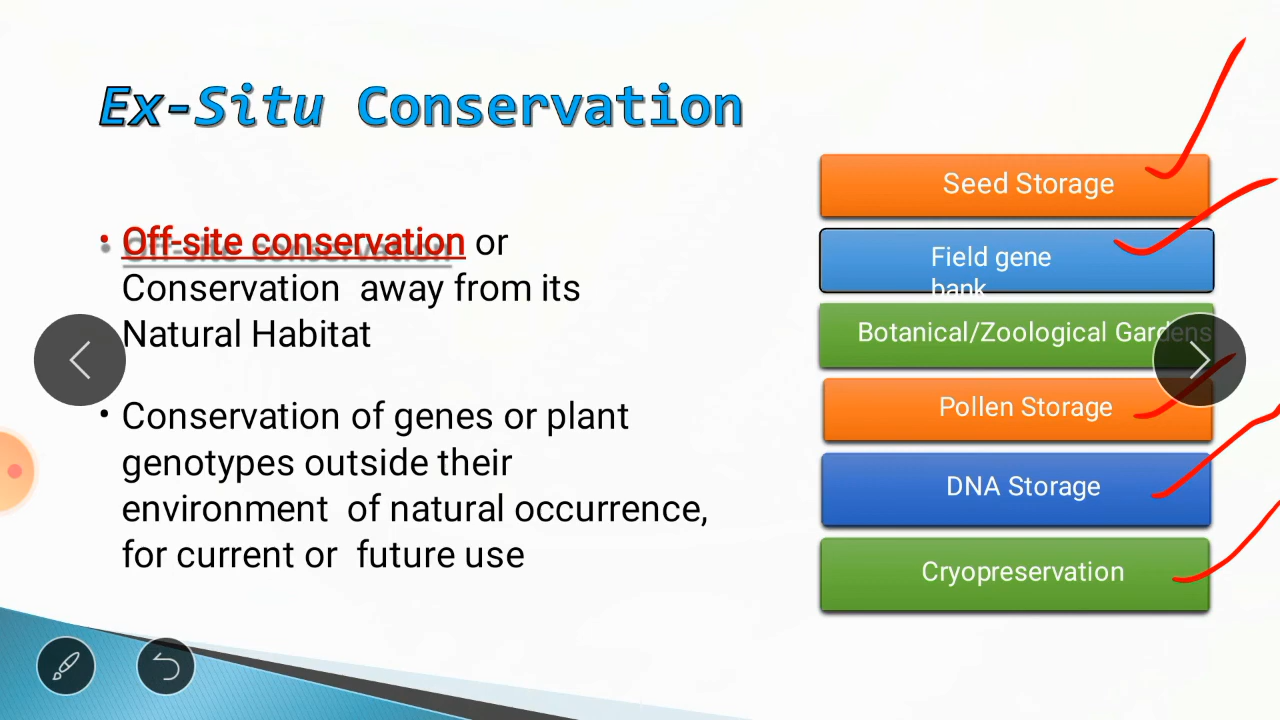 Ex-Situ Conservation
• Off-site conservation or
Conservation away from its
Natural Habitat
• Conservation of genes or plant
genotypes outside their
environment of natural occurrence,
for current or future use
Seed Storage
Field gene
bank
Botanical/Zoological Gardens
Pollen Storage
DNA Storage
Cryopreservation